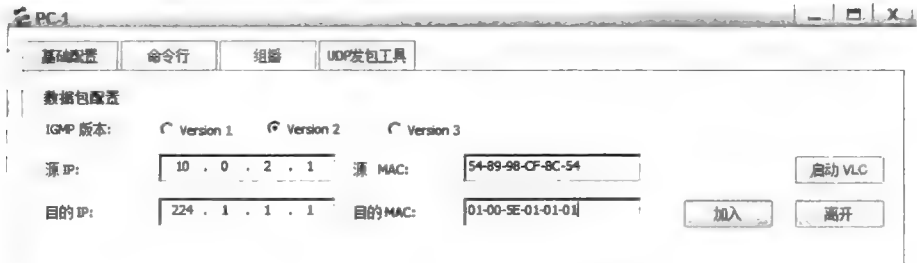 PC-1
基础配置 命令行 组播 UDP发包工具
数据包配置
IGMP 版本: Version 1 Version 2 Version 3
源 IP: 10 . 0 . 2 . 1 源 MAC: 54-89-98-CF-8C-54 启动 VLC
目的 IP: 224 . 1 . 1 . 1 目的 MAC: 01-00-5E-01-01-01 加入 离开